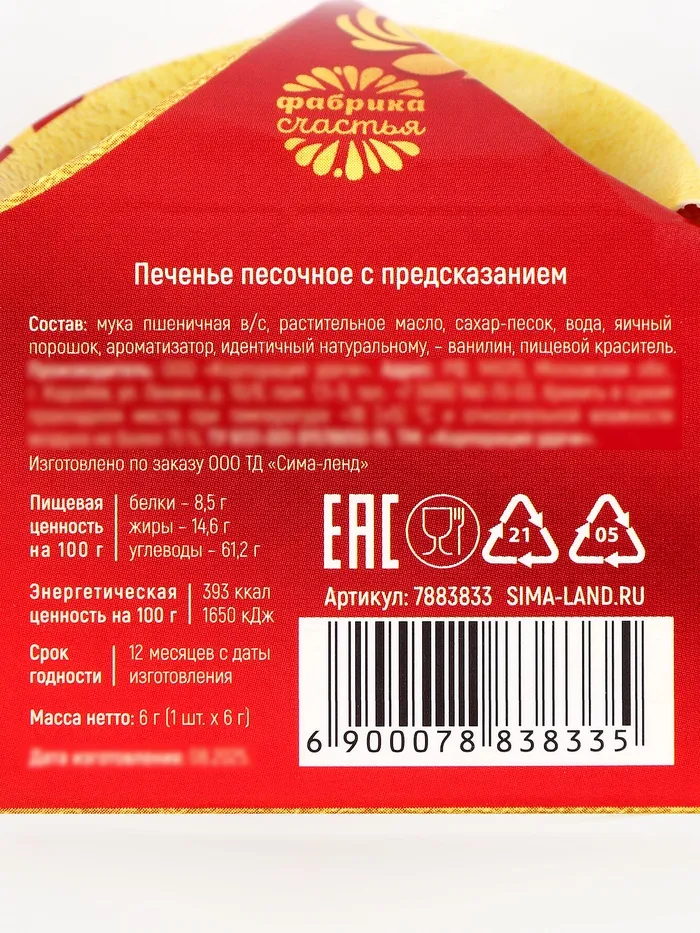 фабрика
счастья
Печенье песочное с предсказанием
Состав: мука пшеничная в/с, растительное масло, сахар-песок, вода, яичный
порошок, ароматизатор, идентичный натуральному, – ванилин, пищевой краситель.
Изготовлено по заказу ООО ТД «Сима-ленд»
Пищевая ценность на 100 г
белки – 8,5 г
жиры – 14,6 г
углеводы – 61,2 г
EAC
21
05
Энергетическая ценность на 100 г
393 ккал
1650 кДж
Артикул: 7883833 SIMA-LAND.RU
Срок годности
12 месяцев с даты
изготовления
Масса нетто: 6 г (1 шт. х 6 г)
6 900078 838335